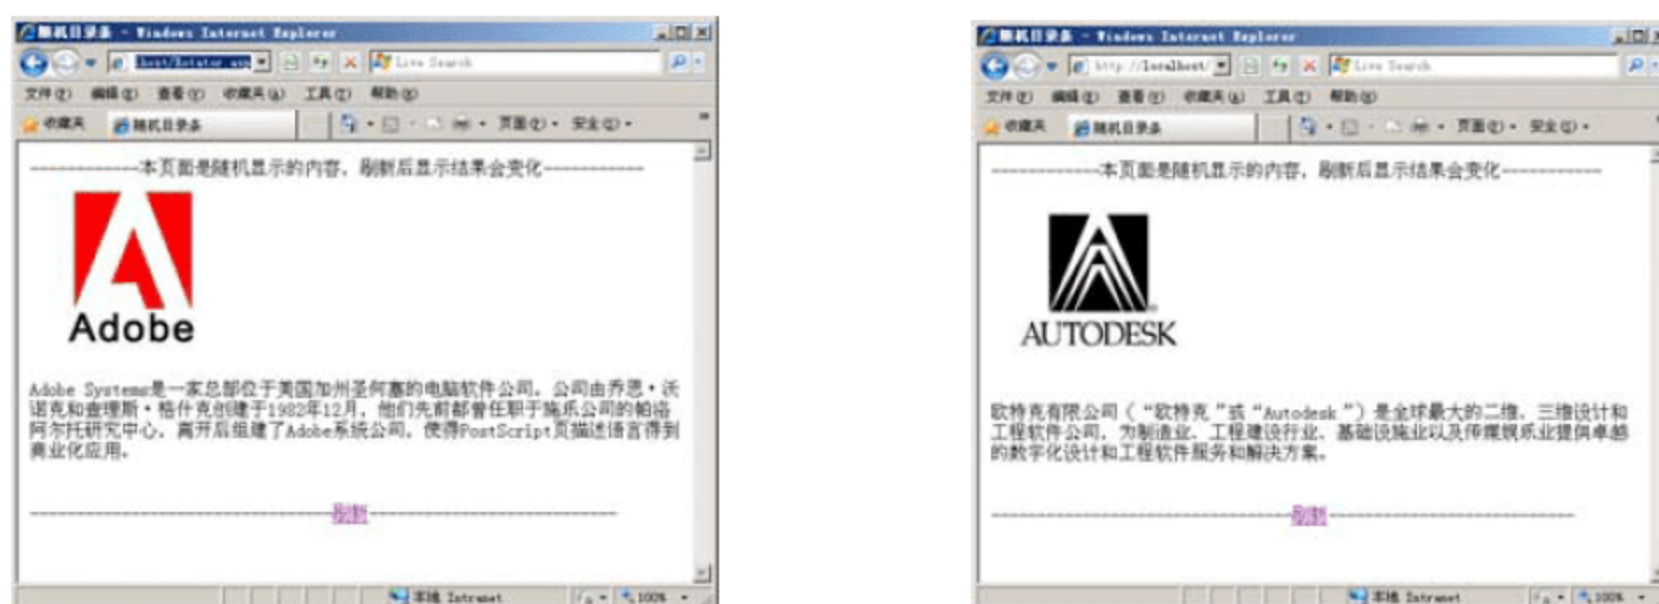 随机目录条 - Windows Internet Explorer
Live Search
文件(F) 编辑(E) 查看(V) 收藏夹(A) 工具(T) 帮助(H)
收藏夹 随机目录条 页面(P) 安全(S)
------------本页面是随机显示的内容，刷新后显示结果会变化-----------
Adobe
Adobe Systems是一家总部位于美国加州圣何塞的电脑软件公司。公司由乔恩·沃
诺克和查理斯·格什克创建于1982年12月，他们先前都曾任职于施乐公司的帕洛
阿尔托研究中心，离开后组建了Adobe系统公司，使得PostScript页描述语言得到
商业化应用。
---------------------------------刷新---------------------------
本地 Intranet 100%
随机目录条 - Windows Internet Explorer
http://localhost/ Live Search
文件(F) 编辑(E) 查看(V) 收藏夹(A) 工具(T) 帮助(H)
收藏夹 随机目录条 页面(P) 安全(S)
------------本页面是随机显示的内容，刷新后显示结果会变化-----------
AUTODESK
欧特克有限公司（“欧特克”或“Autodesk”）是全球最大的二维、三维设计和
工程软件公司，为制造业、工程建设行业、基础设施业以及传媒娱乐业提供卓越
的数字化设计和工程软件服务和解决方案。
---------------------------------刷新---------------------------
本地 Intranet 100%